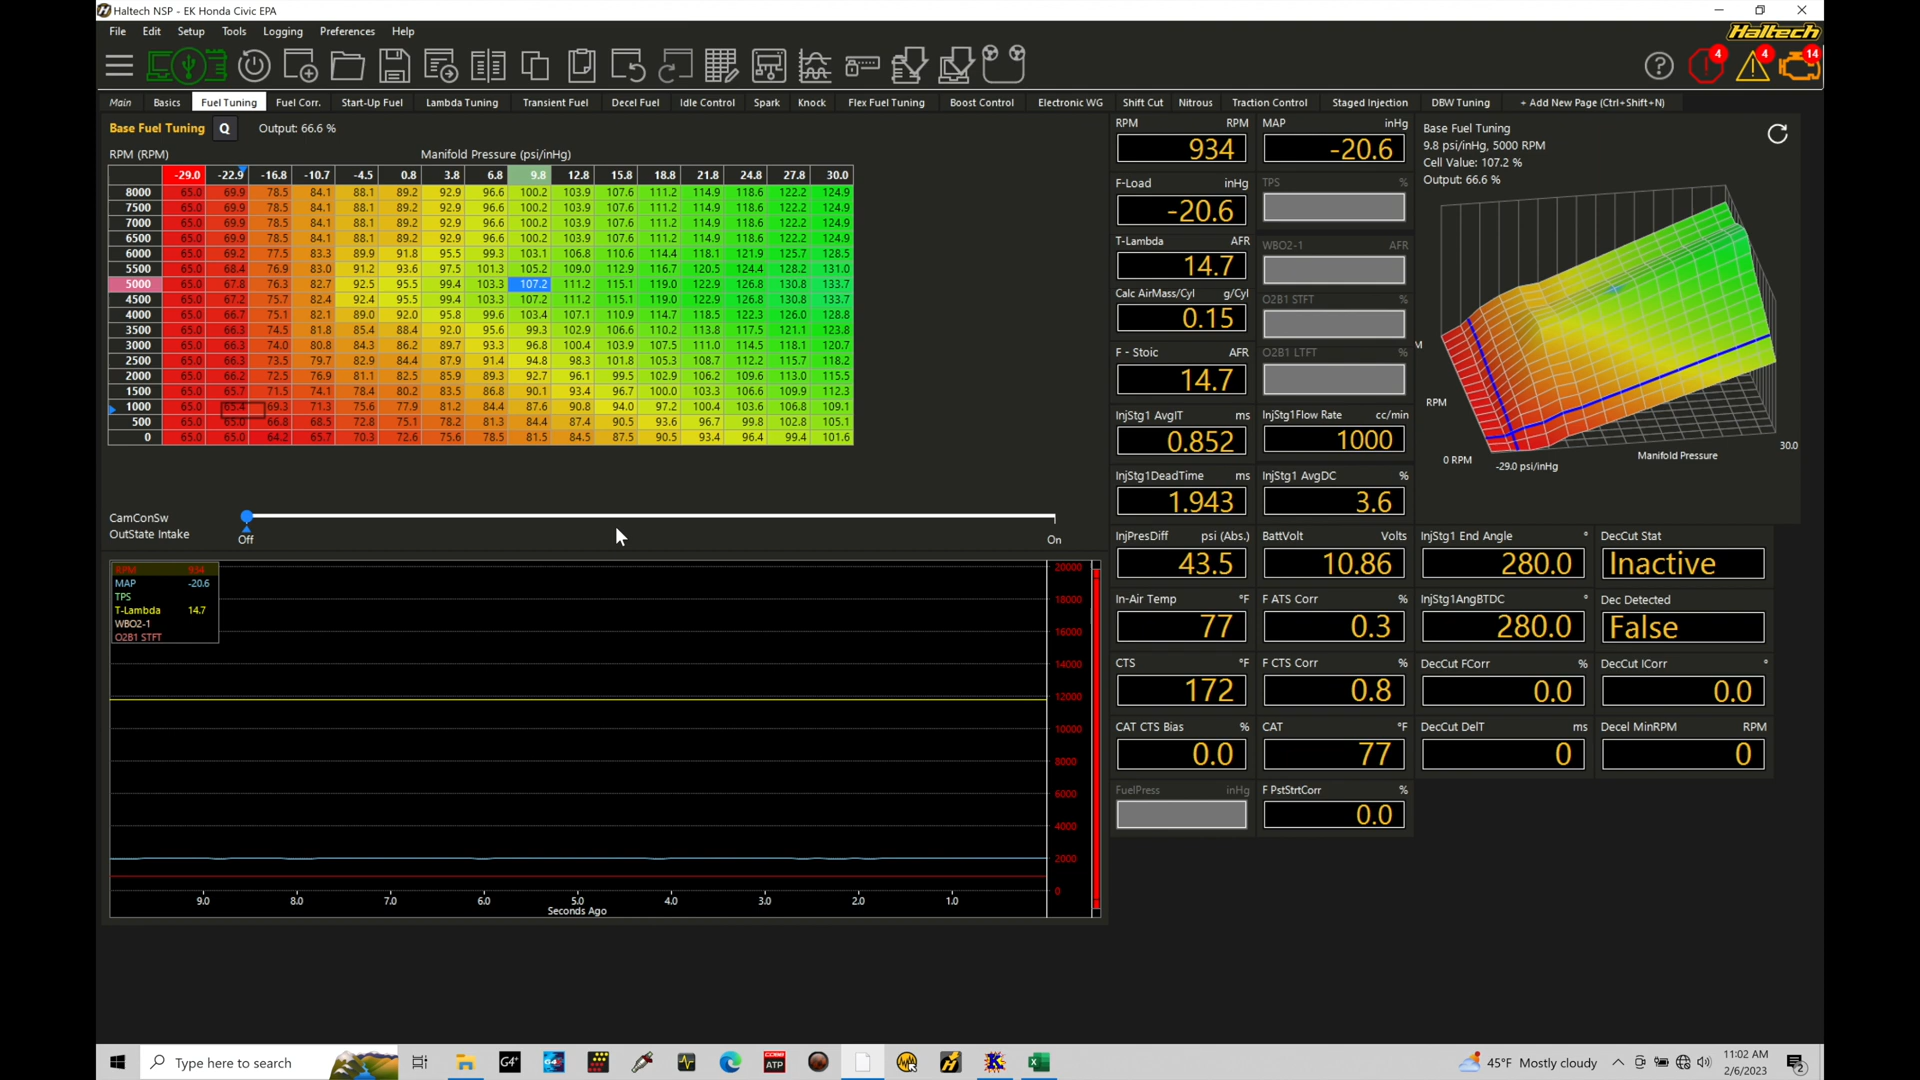 Haltech NSP - EK Honda Civic EPA
File Edit Setup Tools Logging Preferences Help
Haltech
4 4 14
Main Basics Fuel Tuning Fuel Corr. Start-Up Fuel Lambda Tuning Transient Fuel Decel Fuel Idle Control Spark Knock Flex Fuel Tuning Boost Control Electronic WG Shift Cut Nitrous Traction Control Staged Injection DBW Tuning + Add New Page (Ctrl+Shift+N)
Base Fuel Tuning Q Output: 66.6 %
RPM (RPM) Manifold Pressure (psi/inHg)
-29.0 -22.9 -16.8 -10.7 -4.5 0.8 3.8 6.8 9.8 12.8 15.8 18.8 21.8 24.8 27.8 30.0
8000 65.0 69.9 78.5 84.1 88.1 89.2 92.9 96.6 100.2 103.9 107.6 111.2 114.9 118.6 122.2 124.9
7500 65.0 69.9 78.5 84.1 88.1 89.2 92.9 96.6 100.2 103.9 107.6 111.2 114.9 118.6 122.2 124.9
7000 65.0 69.9 78.5 84.1 88.1 89.2 92.9 96.6 100.2 103.9 107.6 111.2 114.9 118.6 122.2 124.9
6500 65.0 69.9 78.5 84.1 88.1 89.2 92.9 96.6 100.2 103.9 107.6 111.2 114.9 118.6 122.2 124.9
6000 65.0 69.2 77.5 83.3 89.9 91.8 95.5 99.3 103.1 106.8 110.6 114.4 118.1 121.9 125.7 128.5
5500 65.0 68.4 76.9 83.0 91.2 93.6 97.5 101.3 105.2 109.0 112.9 116.7 120.5 124.4 128.2 131.0
5000 65.0 67.8 76.3 82.7 92.5 95.5 99.4 103.3 107.2 111.2 115.1 119.0 122.9 126.8 130.8 133.7
4500 65.0 67.2 75.7 82.4 92.4 95.5 99.4 103.3 107.2 111.2 115.1 119.0 122.9 126.8 130.8 133.7
4000 65.0 66.7 75.1 82.1 89.0 92.0 95.8 99.6 103.4 107.1 110.9 114.7 118.5 122.3 126.0 128.8
3500 65.0 66.3 74.5 81.8 85.4 88.4 92.0 95.6 99.3 102.9 106.6 110.2 113.8 117.5 121.1 123.8
3000 65.0 66.3 74.0 80.8 84.3 86.2 89.7 93.3 96.8 100.4 103.9 107.5 111.0 114.5 118.1 120.7
2500 65.0 66.3 73.5 79.7 82.9 84.4 87.9 91.4 94.8 98.3 101.8 105.3 108.7 112.2 115.7 118.2
2000 65.0 66.2 72.5 76.9 81.1 82.5 85.9 89.3 92.7 96.1 99.5 102.9 106.2 109.6 113.0 115.5
1500 65.0 65.7 71.5 74.1 78.4 80.2 83.5 86.8 90.1 93.4 96.7 100.0 103.3 106.6 109.9 112.3
1000 65.0 65.4 69.3 71.3 75.6 77.9 81.2 84.4 87.6 90.8 94.0 97.2 100.4 103.6 106.8 109.1
500 65.0 65.0 66.8 68.5 72.8 75.1 78.2 81.3 84.4 87.4 90.5 93.6 96.7 99.8 102.8 105.1
0 65.0 65.0 64.2 65.7 70.3 72.6 75.6 78.5 81.5 84.5 87.5 90.5 93.4 96.4 99.4 101.6
CamConSw
OutState Intake
Off On
RPM 934
MAP -20.6
TPS
T-Lambda 14.7
WBO2-1
O2B1 STFT
20000
18000
16000
14000
12000
10000
8000
6000
4000
2000
0
9.0 8.0 7.0 6.0 5.0 4.0 3.0 2.0 1.0
Seconds Ago
RPM RPM MAP inHg
934 -20.6
F-Load inHg TPS %
-20.6
T-Lambda AFR WBO2-1 AFR
14.7
Calc AirMass/Cyl g/Cyl O2B1 STFT %
0.15
F - Stoic AFR O2B1 LTFT %
14.7
InjStg1 AvgIT ms InjStg1Flow Rate cc/min
0.852 1000
InjStg1DeadTime ms InjStg1 AvgDC %
1.943 3.6
InjPresDiff psi (Abs.) BattVolt Volts InjStg1 End Angle ° DecCut Stat
43.5 10.86 280.0 Inactive
In-Air Temp °F F ATS Corr % InjStg1AngBTDC ° Dec Detected
77 0.3 280.0 False
CTS °F F CTS Corr % DecCut FCorr % DecCut ICorr °
172 0.8 0.0 0.0
CAT CTS Bias % CAT °F DecCut DelT ms Decel MinRPM RPM
0.0 77 0 0
FuelPress inHg F PstStrtCorr %
0.0
Base Fuel Tuning
9.8 psi/inHg, 5000 RPM
Cell Value: 107.2 %
Output: 66.6 %
M
RPM
0 RPM
-29.0 psi/inHg
Manifold Pressure
30.0
Type here to search
G4+ G4 COBB ATP
45°F Mostly cloudy
11:02 AM
2/6/2023
2